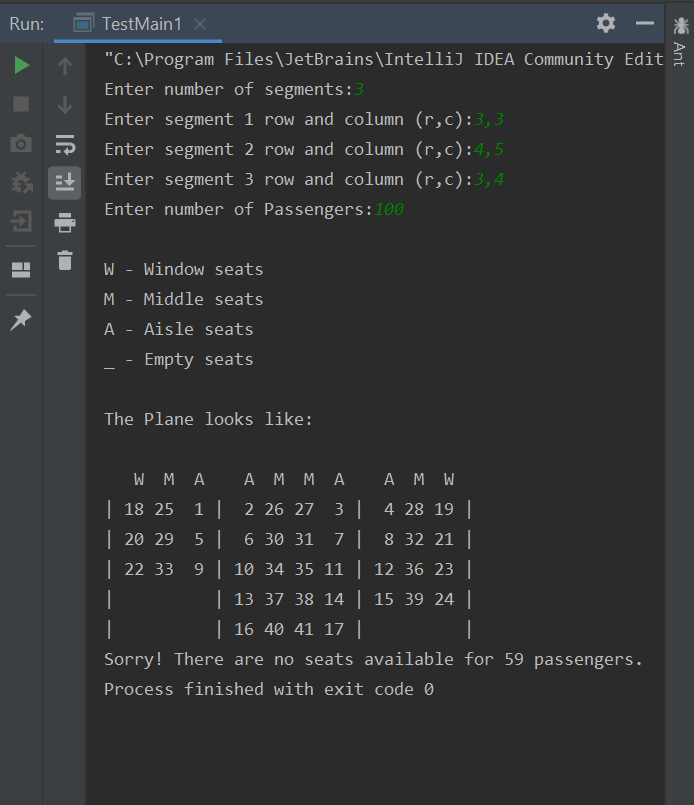 Run: TestMain1
Ant
"C:\Program Files\JetBrains\IntelliJ IDEA Community Edit
Enter number of segments:3
Enter segment 1 row and column (r,c):3,3
Enter segment 2 row and column (r,c):4,5
Enter segment 3 row and column (r,c):3,4
Enter number of Passengers:100
W - Window seats
M - Middle seats
A - Aisle seats
_ - Empty seats
The Plane looks like:
   W  M  A    A  M  M  A    A  M  W
| 18 25  1 |  2 26 27  3 |  4 28 19 |
| 20 29  5 |  6 30 31  7 |  8 32 21 |
| 22 33  9 | 10 34 35 11 | 12 36 23 |
|          | 13 37 38 14 | 15 39 24 |
|          | 16 40 41 17 |          |
Sorry! There are no seats available for 59 passengers.
Process finished with exit code 0